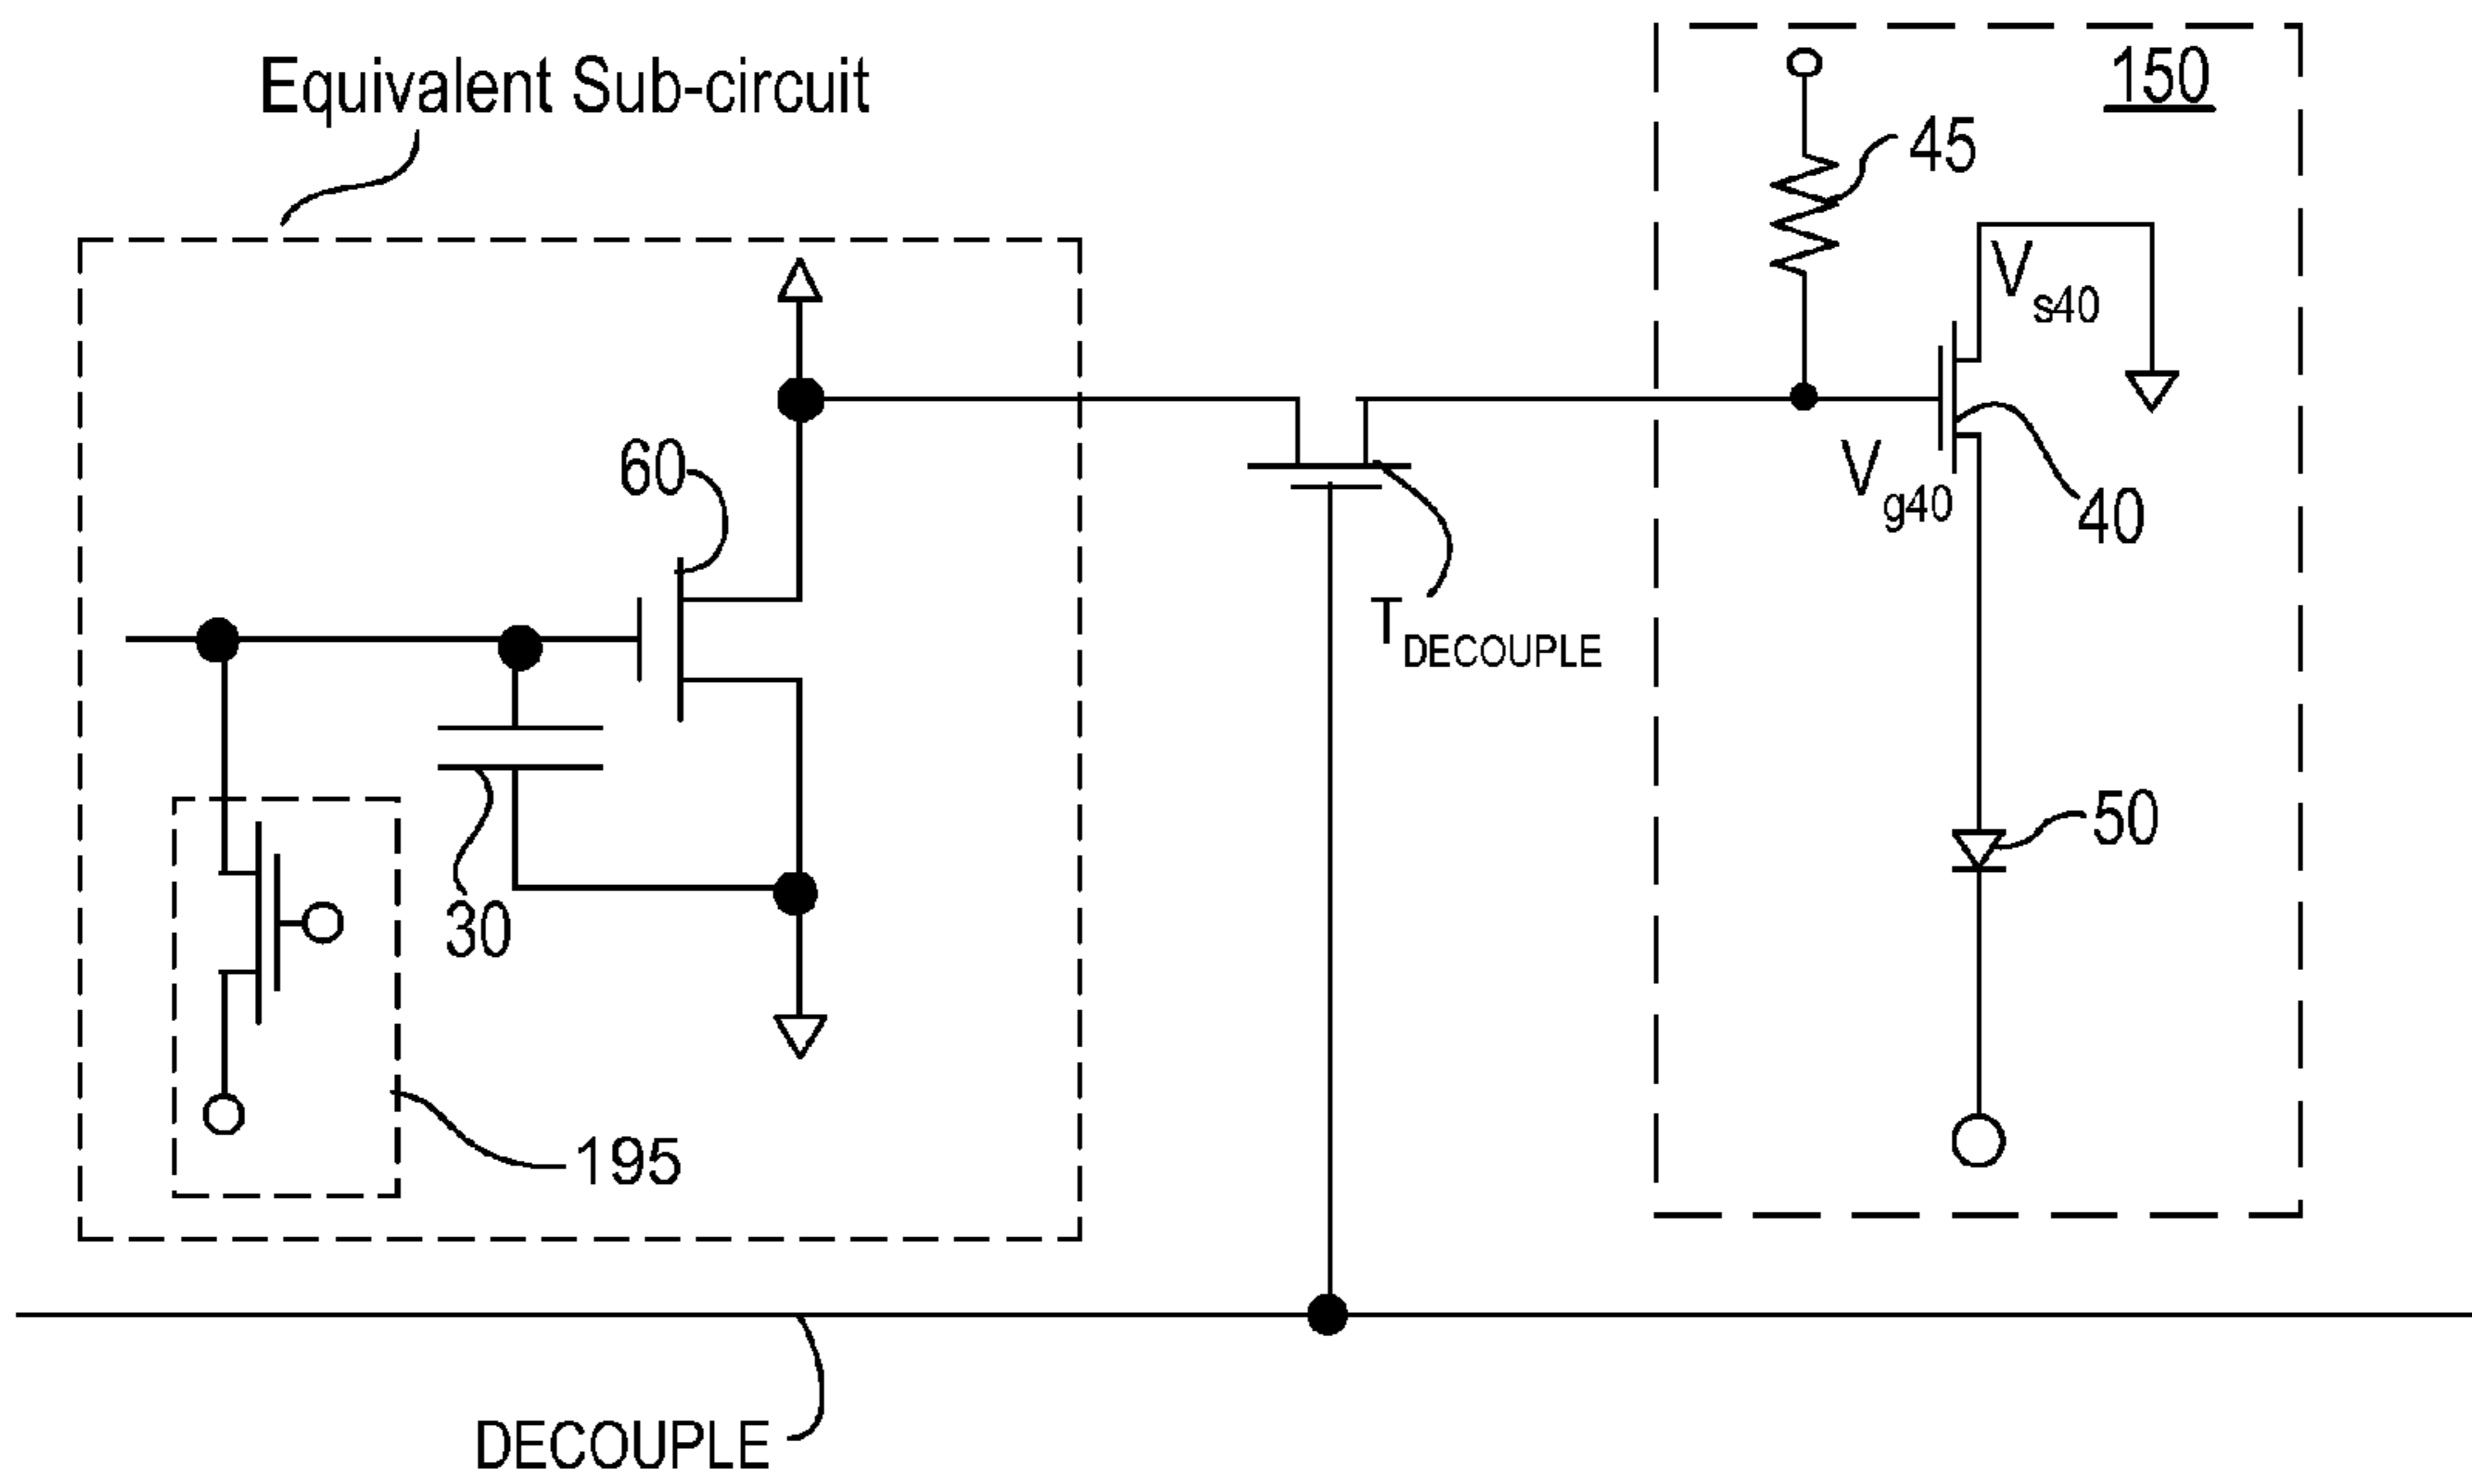 Equivalent Sub-circuit
150
45
Vs40
60
Vg40
40
TDECOUPLE
50
30
195
DECOUPLE